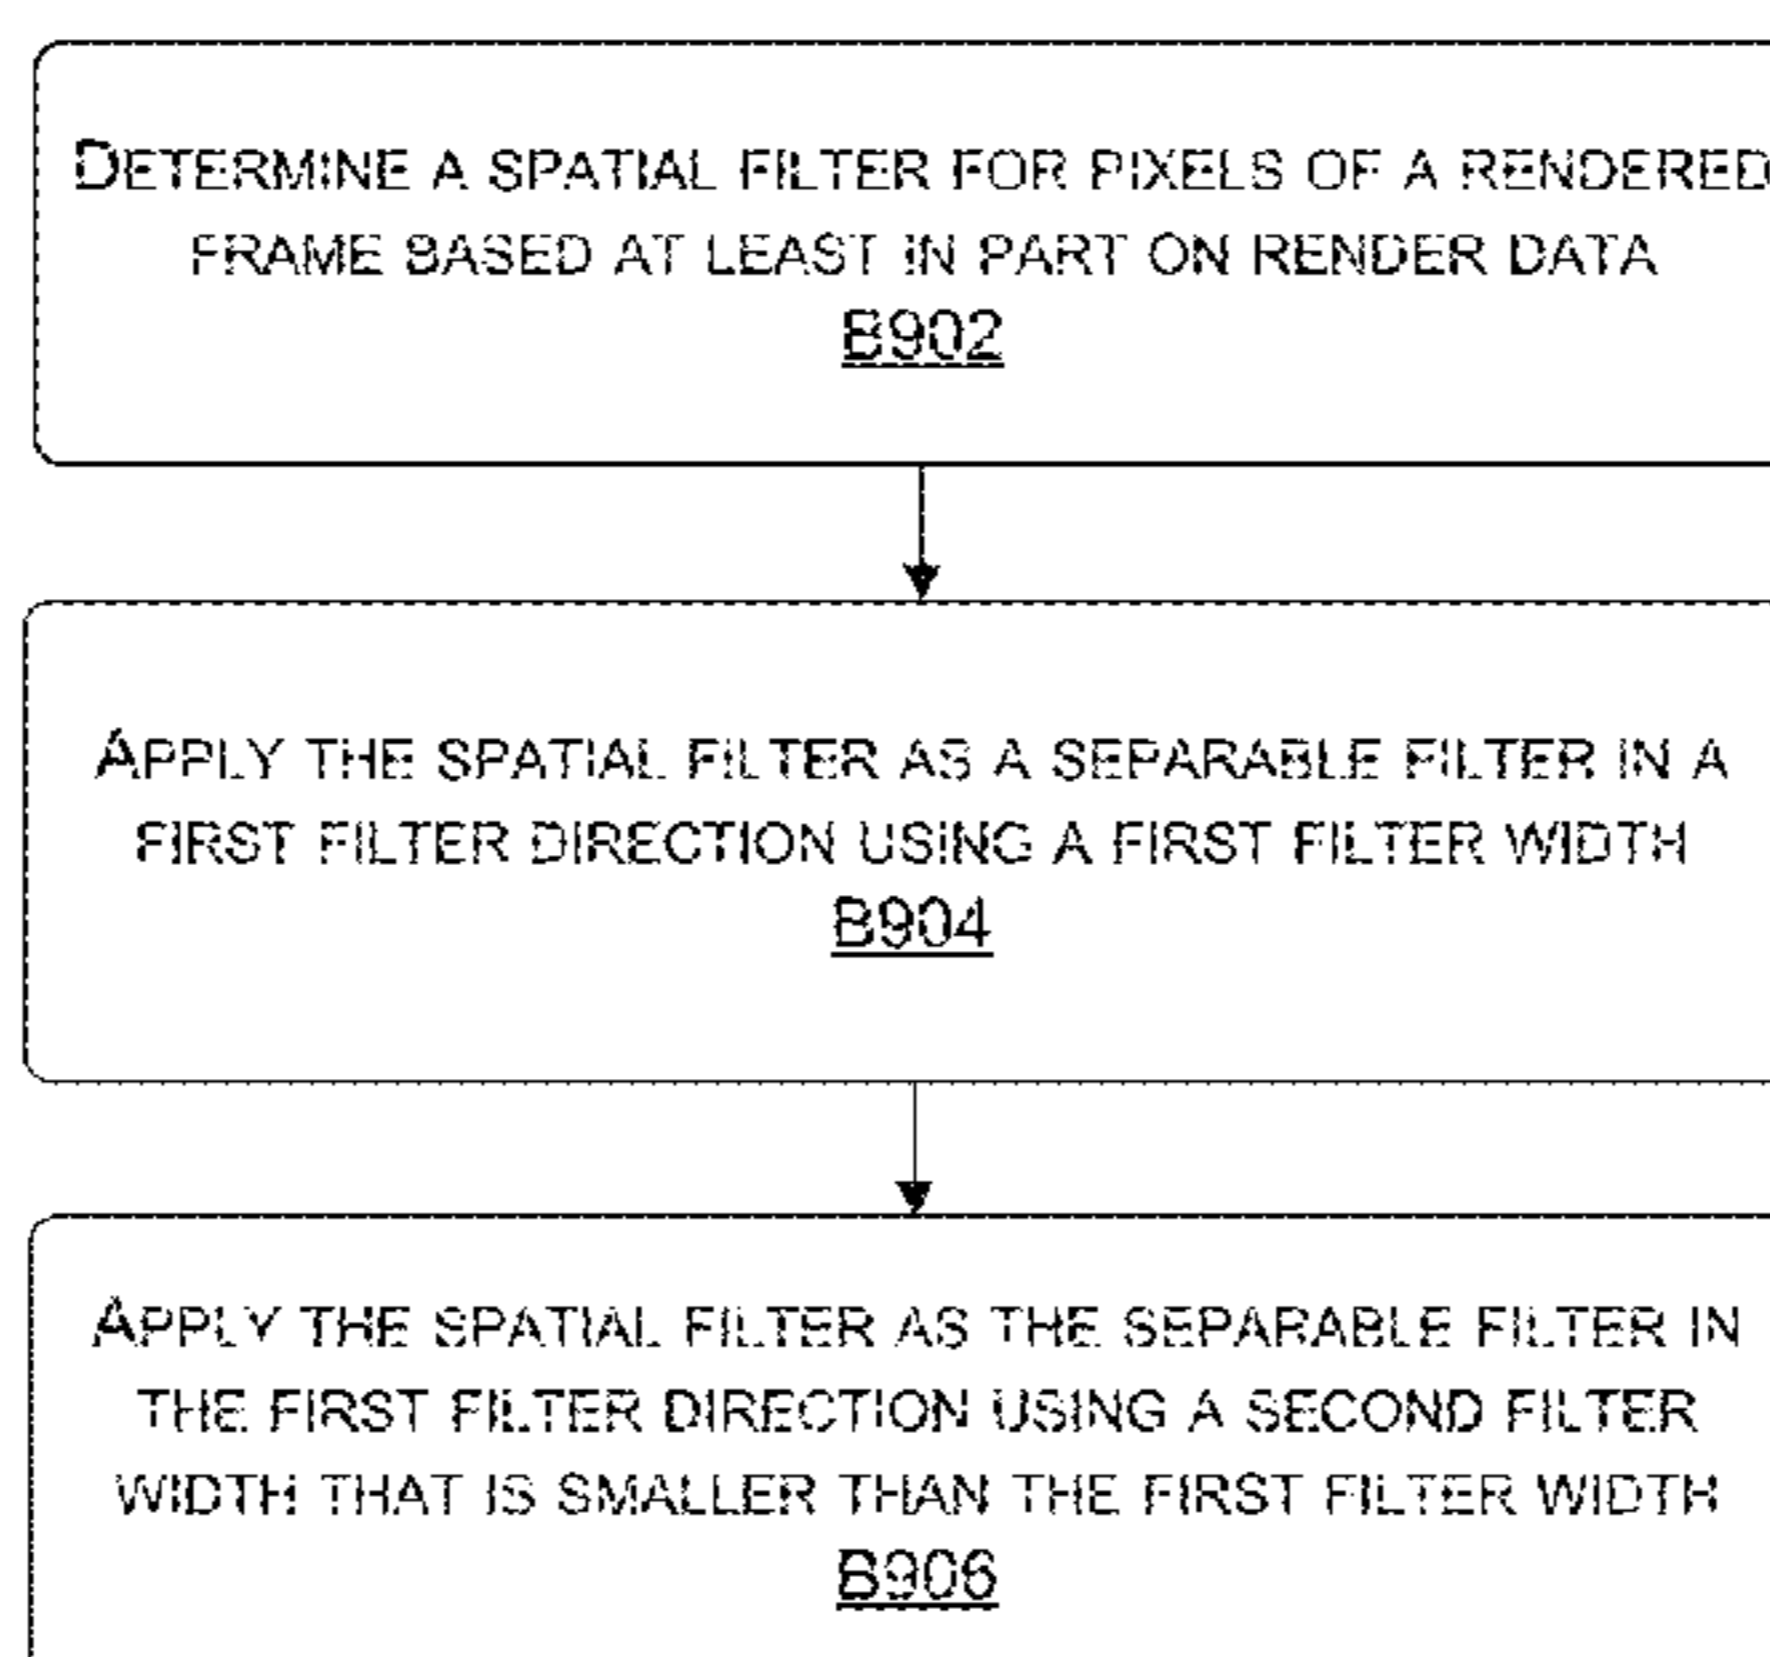 DETERMINE A SPATIAL FILTER FOR PIXELS OF A RENDERED
FRAME BASED AT LEAST IN PART ON RENDER DATA
B902
APPLY THE SPATIAL FILTER AS A SEPARABLE FILTER IN A
FIRST FILTER DIRECTION USING A FIRST FILTER WIDTH
B904
APPLY THE SPATIAL FILTER AS THE SEPARABLE FILTER IN
THE FIRST FILTER DIRECTION USING A SECOND FILTER
WIDTH THAT IS SMALLER THAN THE FIRST FILTER WIDTH
B906